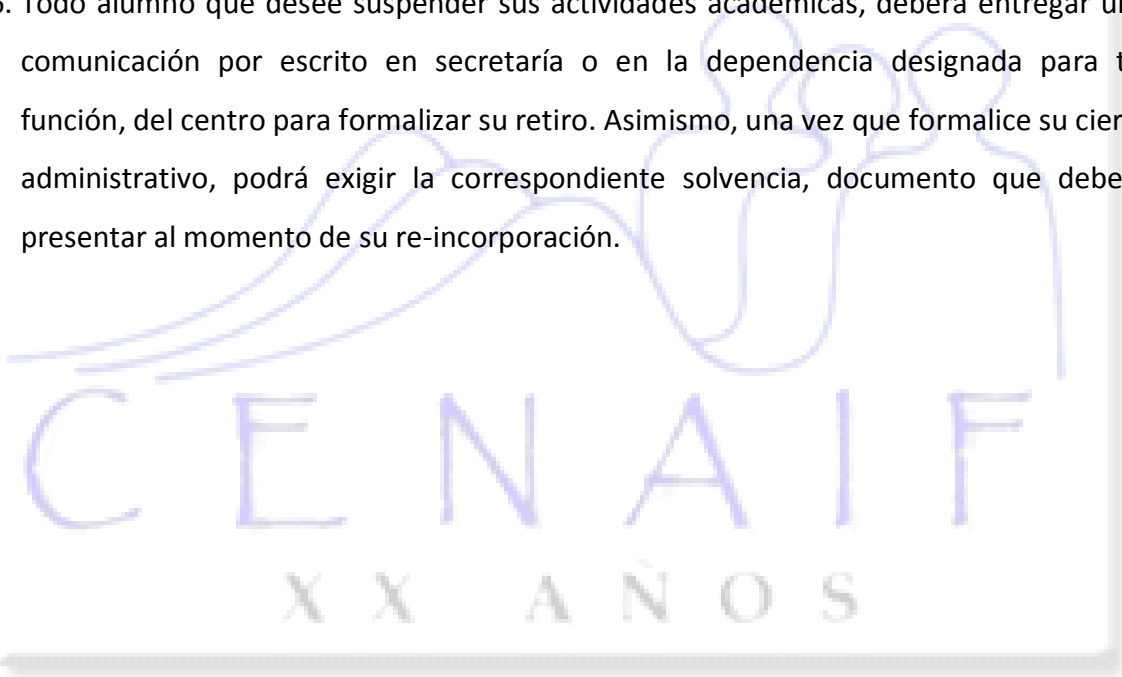 . Todo alumno que desee suspender sus actividades académicas, deberá entregar
comunicación por escrito en secretaría o en la dependencia designada para
función, del centro para formalizar su retiro. Asimismo, una vez que formalice su
administrativo, podrá exigir la correspondiente solvencia, documento que
presentar al momento de su re-incorporación.
CENAIF
XX AÑOS